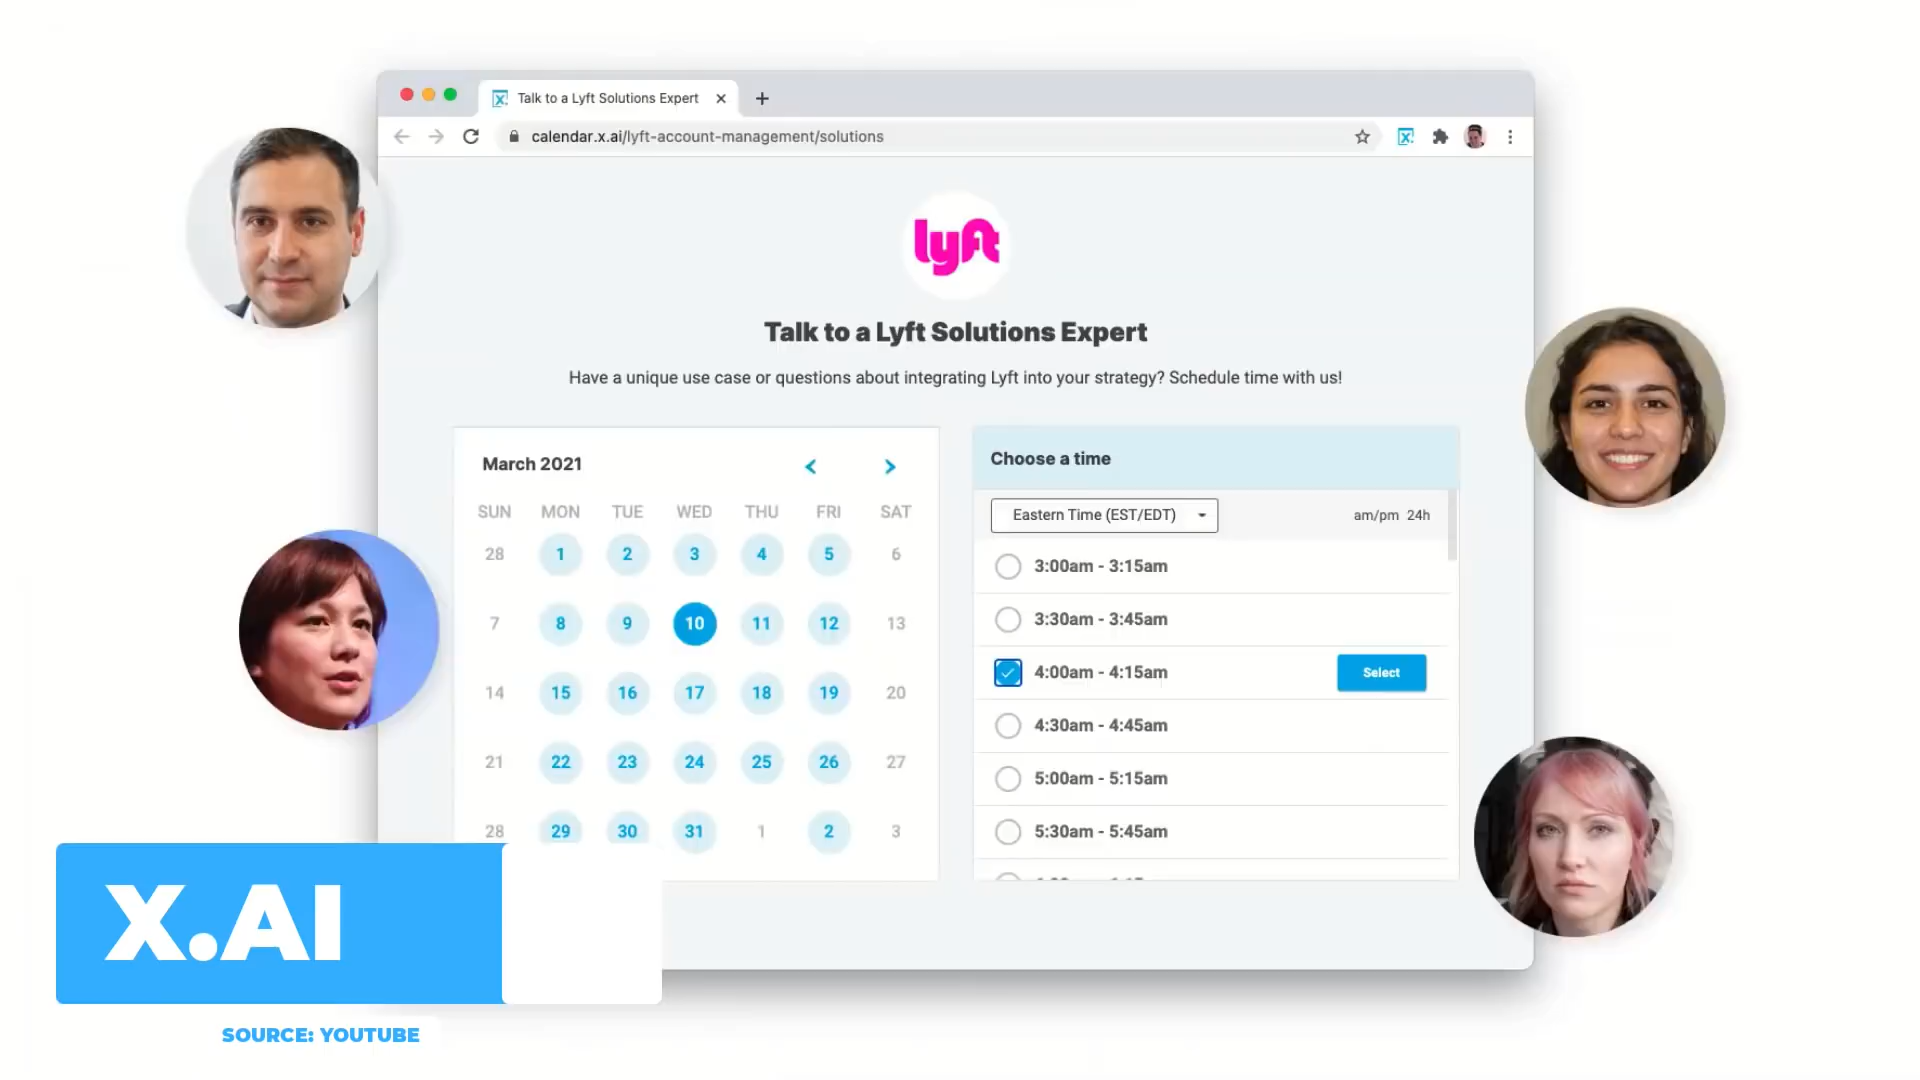 Talk to a Lyft Solutions Expert
calendar.x.ai/lyft-account-management/solutions
lyft
Talk to a Lyft Solutions Expert
Have a unique use case or questions about integrating Lyft into your strategy? Schedule time with us!
March 2021
SUN MON TUE WED THU FRI SAT
28 1 2 3 4 5 6
7 8 9 10 11 12 13
14 15 16 17 18 19 20
21 22 23 24 25 26 27
28 29 30 31 1 2 3
Choose a time
Eastern Time (EST/EDT) am/pm 24h
3:00am - 3:15am
3:30am - 3:45am
4:00am - 4:15am Select
4:30am - 4:45am
5:00am - 5:15am
5:30am - 5:45am
X.AI
SOURCE: YOUTUBE